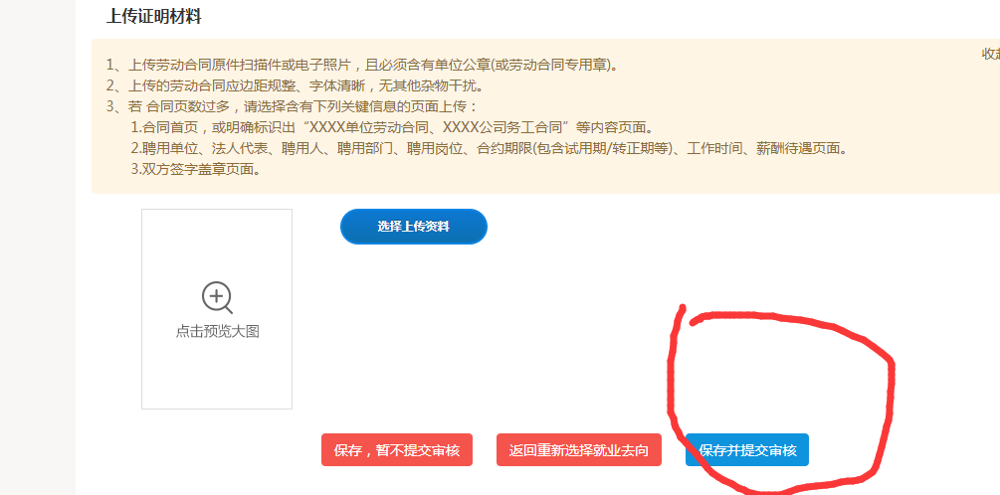 上传证明材料
收起
1、上传劳动合同原件扫描件或电子照片，且必须含有单位公章(或劳动合同专用章)。
2、上传的劳动合同应边距规整、字体清晰，无其他杂物干扰。
3、若 合同页数过多，请选择含有下列关键信息的页面上传：
1.合同首页，或明确标识出“XXXX单位劳动合同、XXXX公司务工合同”等内容页面。
2.聘用单位、法人代表、聘用人、聘用部门、聘用岗位、合约期限(包含试用期/转正期等)、工作时间、薪酬待遇页面。
3.双方签字盖章页面。
选择上传资料
点击预览大图
保存，暂不提交审核
返回重新选择就业去向
保存并提交审核